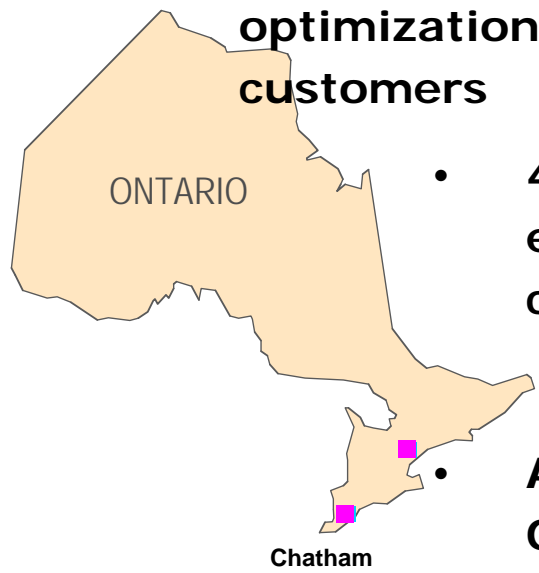 optimization
customers
ONTARIO
•
•
Chatham